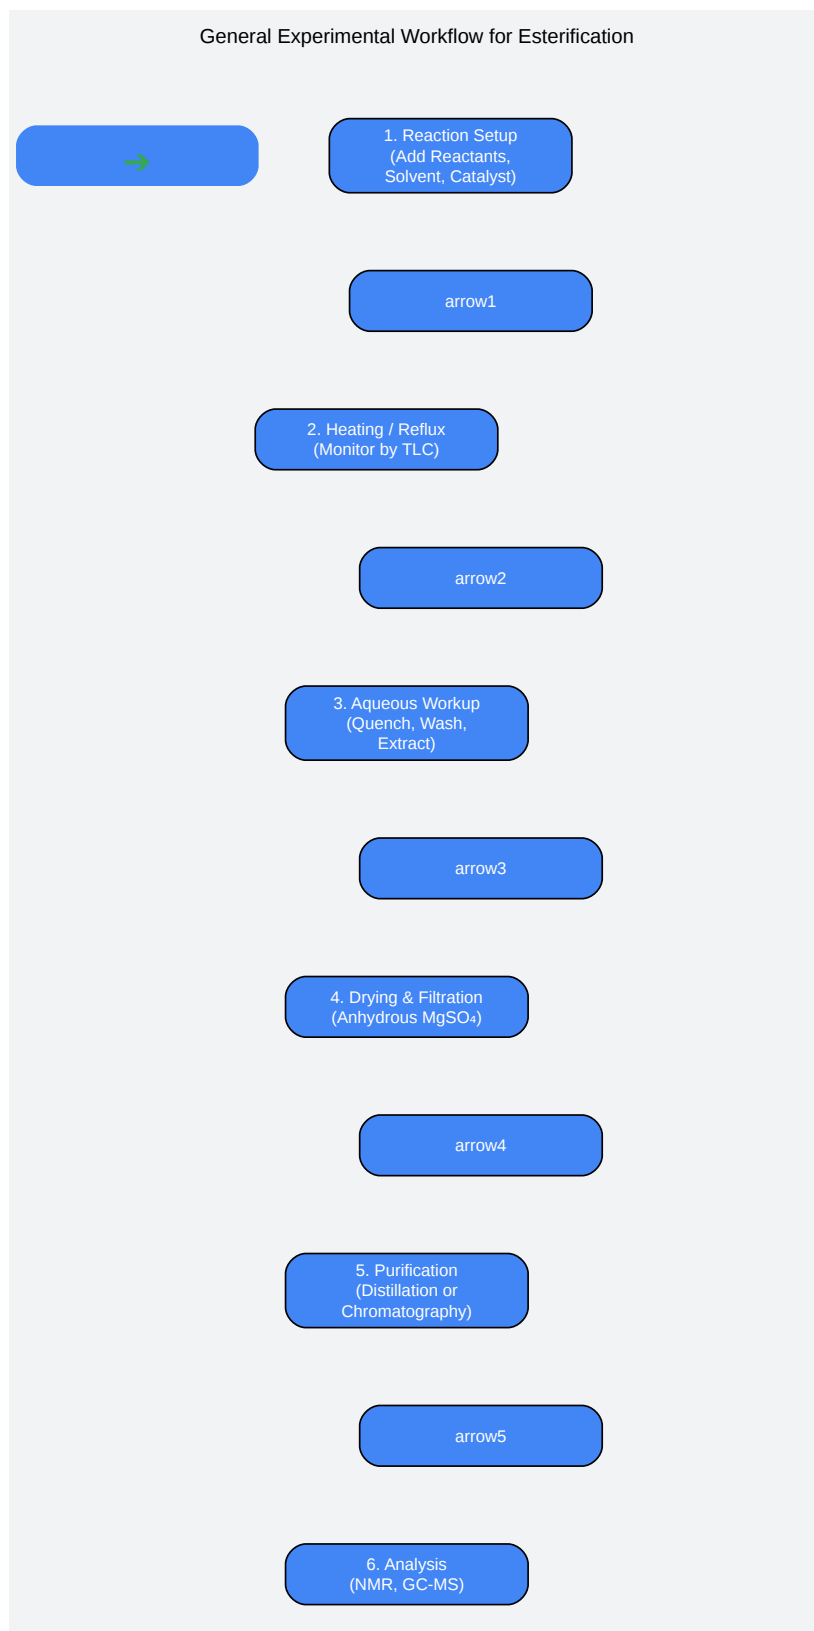 General Experimental Workflow for Esterification
➔
1. Reaction Setup
(Add Reactants,
Solvent, Catalyst)
arrow1
2. Heating / Reflux
(Monitor by TLC)
arrow2
3. Aqueous Workup
(Quench, Wash,
Extract)
arrow3
4. Drying & Filtration
(Anhydrous MgSO₄)
arrow4
5. Purification
(Distillation or
Chromatography)
arrow5
6. Analysis
(NMR, GC-MS)